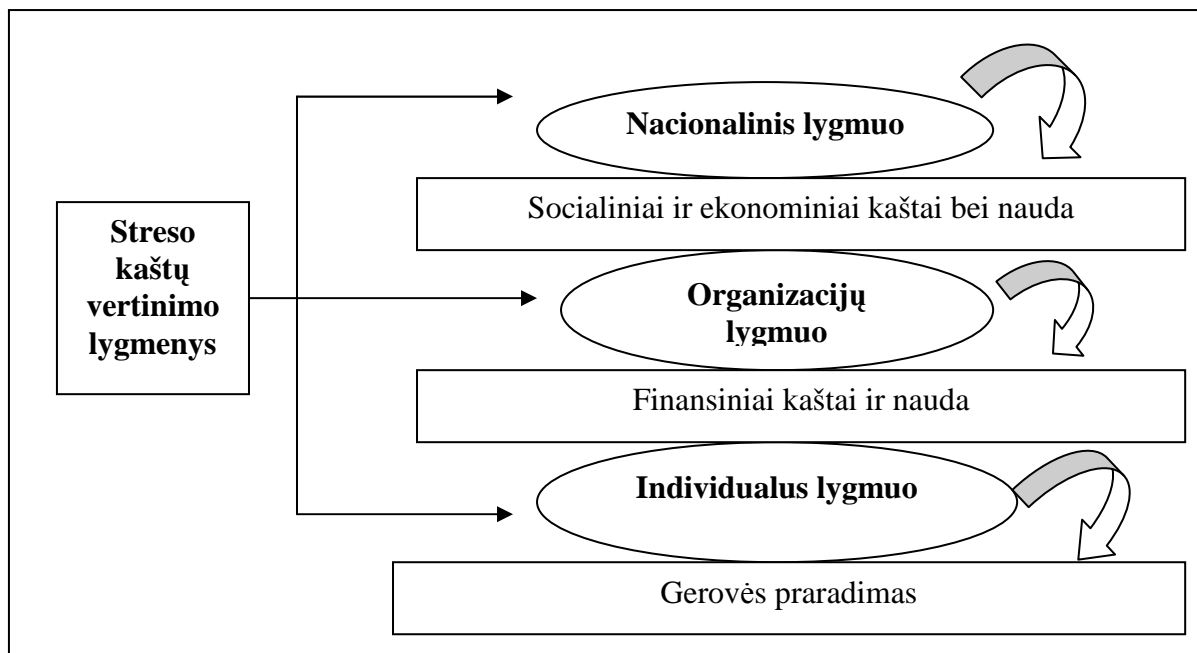 Streso
kaštų
vertinimo
lygmenys
Nacionalinis lygmuo
Socialiniai ir ekonominiai kaštai bei nauda
Organizacijų
lygmuo
Finansiniai kaštai ir nauda
Individualus lygmuo
Gerovės praradimas